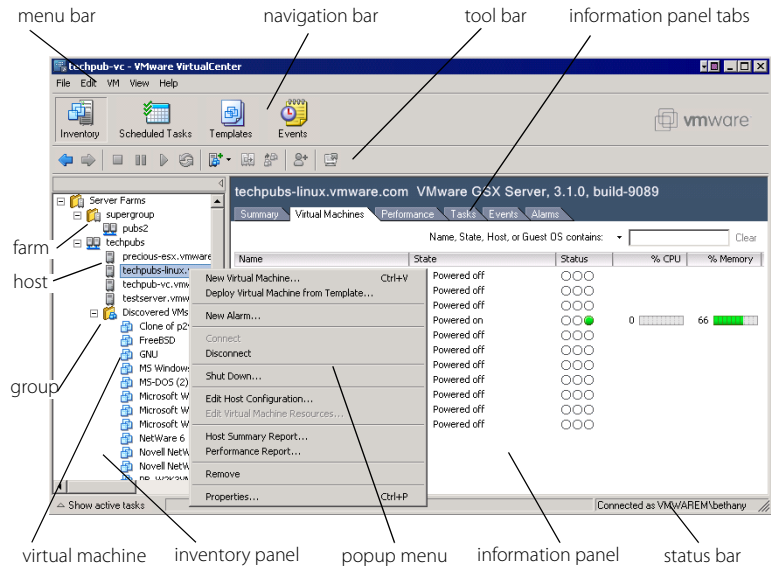 menu bar
navigation bar
tool bar
information panel tabs
techpub-vc - VMware VirtualCenter
File Edit VM View Help
Inventory Scheduled Tasks Templates Events
vmware
techpubs-linux.vmware.com VMware GSX Server, 3.1.0, build-9089
Summary Virtual Machines Performance Tasks Events Alarms
Name, State, Host, or Guest OS contains: Clear
Name State Status % CPU % Memory
Server Farms
supergroup
pubs2
techpubs
precious-esx.vmware
techpubs-linux.v
techpub-vc.vmw
testserver.vmw
Discovered VMs
Clone of p2v
FreeBSD
GNU
MS Windows
MS-DOS (2)
Microsoft W
Microsoft W
Microsoft W
NetWare 6
Novell NetW
Novell NetW
farm
host
group
New Virtual Machine... Ctrl+V
Deploy Virtual Machine from Template...
New Alarm...
Connect
Disconnect
Shut Down...
Edit Host Configuration...
Edit Virtual Machine Resources...
Host Summary Report...
Performance Report...
Remove
Properties... Ctrl+P
Powered off
Powered off
Powered off
Powered on 0 66
Powered off
Powered off
Powered off
Powered off
Powered off
Powered off
Powered off
Show active tasks
Connected as VMWAREM\bethany
virtual machine
inventory panel
popup menu
information panel
status bar